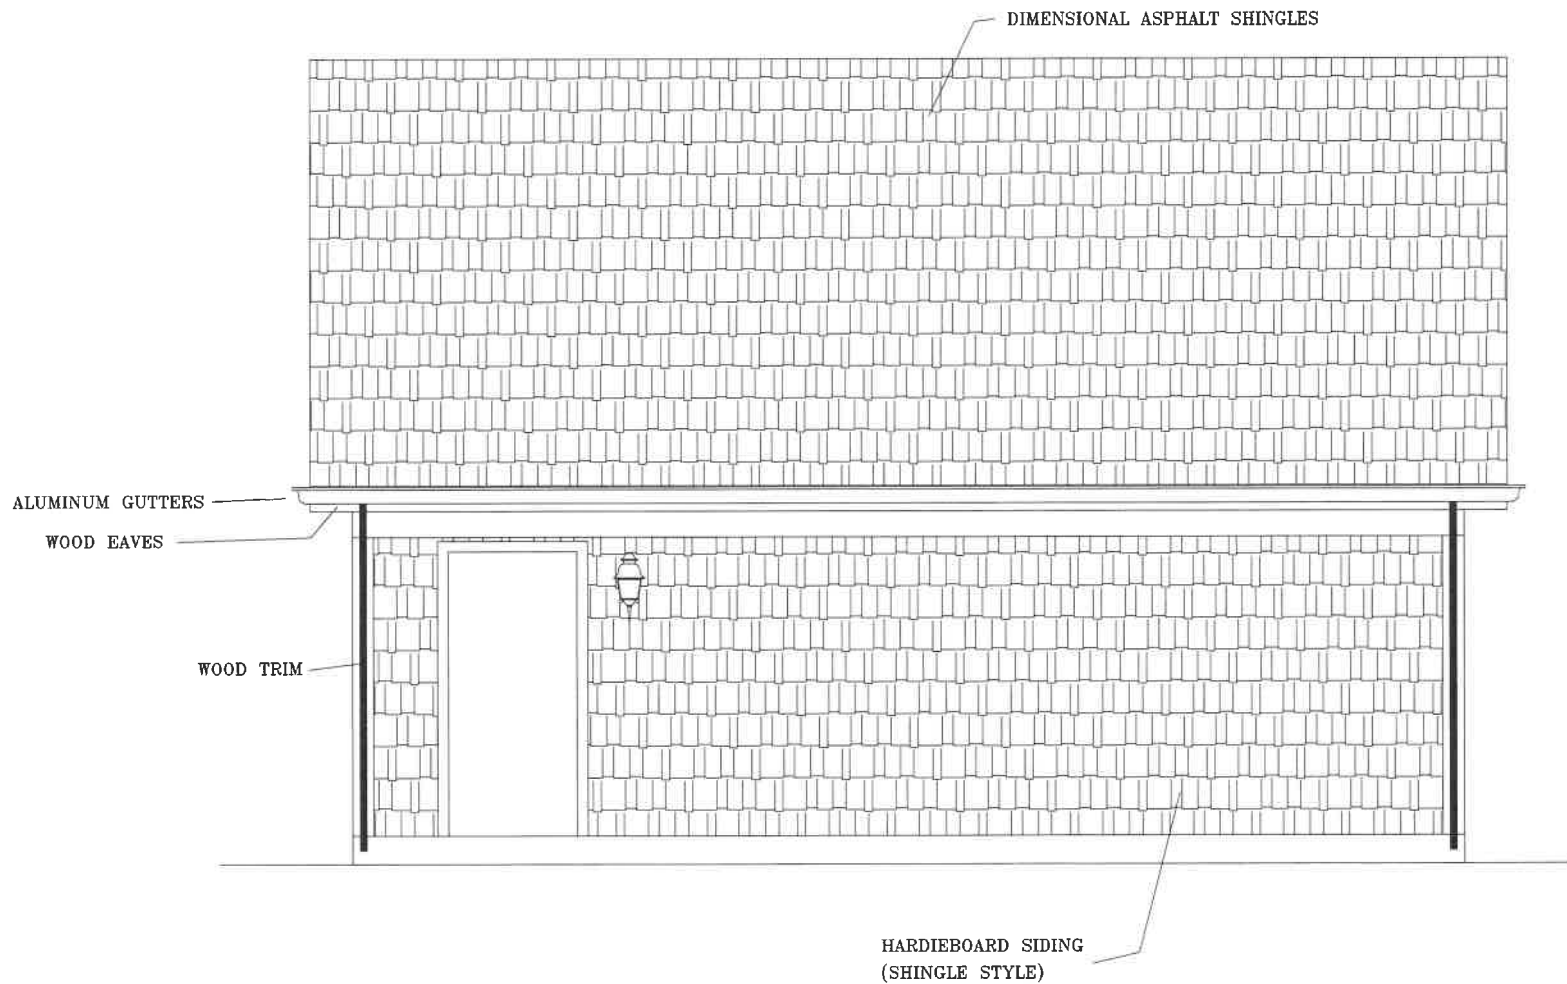 DIMENSIONAL ASPHALT SHINGLES
ALUMINUM GUTTERS
WOOD EAVES
WOOD TRIM
HARDIEBOARD SIDING
(SHINGLE STYLE)